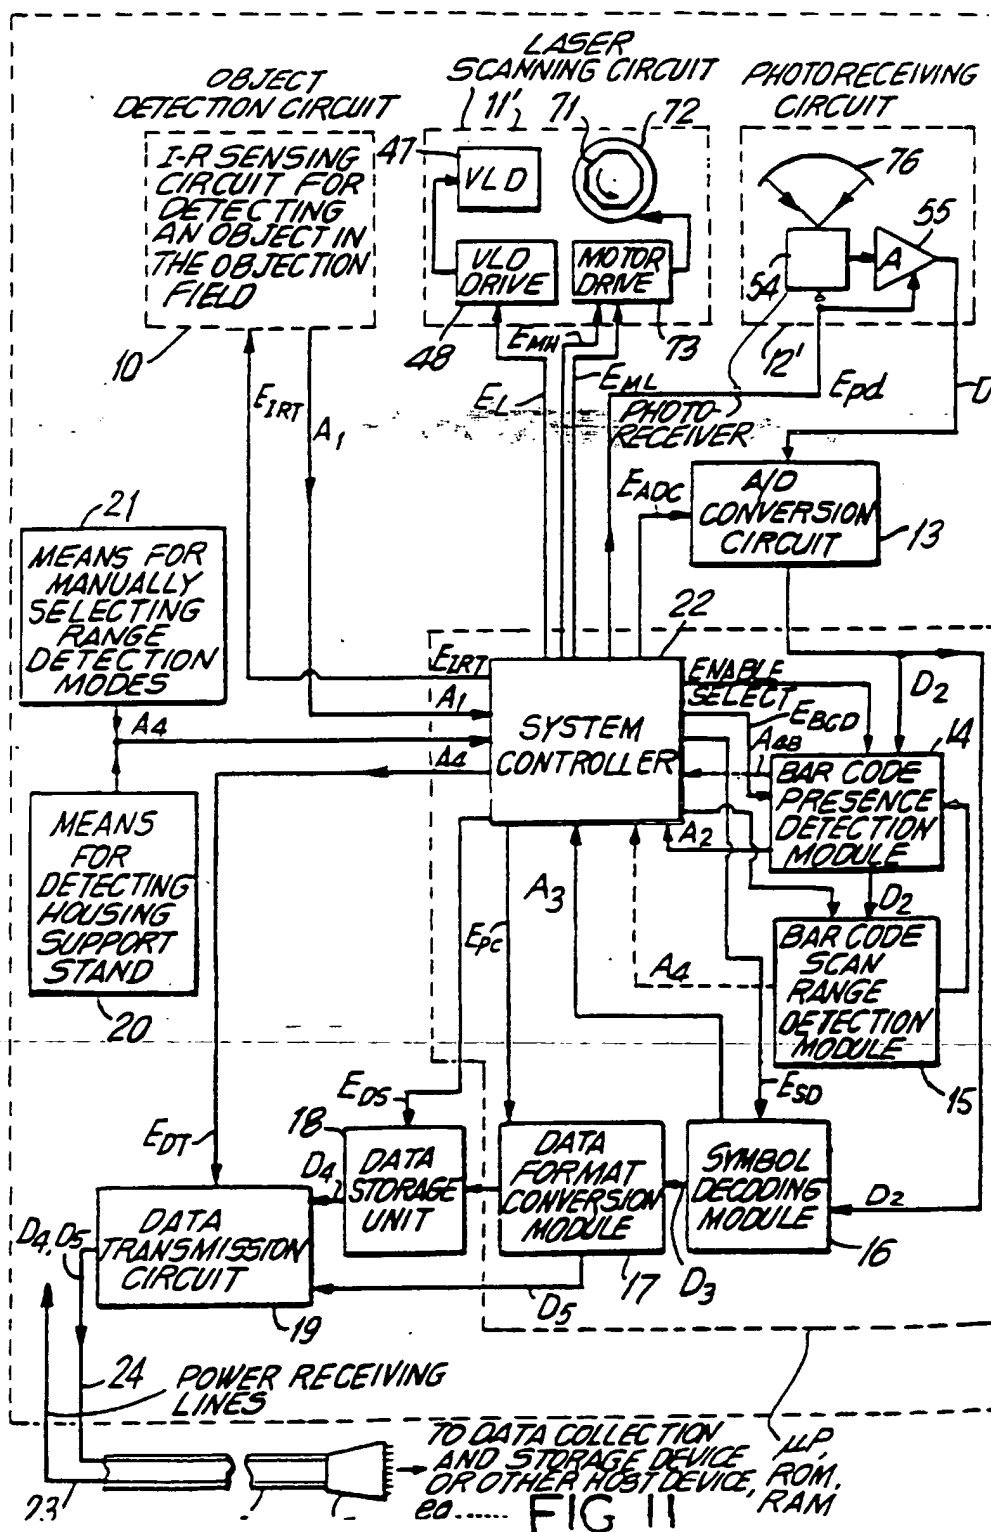 LASER
SCANNING CIRCUIT
OBJECT
DETECTION CIRCUIT
PHOTORECEIVING
CIRCUIT
11'
71
72
I-R SENSING
CIRCUIT FOR
DETECTING
AN OBJECT IN
THE OBJECTION
FIELD
47
VLD
76
55
A
54
VLD
DRIVE
MOTOR
DRIVE
10
48
EMH
73
12'
EIRT
A1
EL
EML
Epd
D
PHOTO-
RECEIVER
EADC
A/D
CONVERSION
CIRCUIT
13
21
MEANS FOR
MANUALLY
SELECTING
RANGE
DETECTION
MODES
22
EIRT
A1
A4
A4
SYSTEM
CONTROLLER
ENABLE
SELECT
EBCD
A4B
D2
14
BAR CODE
PRESENCE
DETECTION
MODULE
A2
D2
MEANS
FOR
DETECTING
HOUSING
SUPPORT
STAND
20
EPC
A3
A4
BAR CODE
SCAN
RANGE
DETECTION
MODULE
15
EDT
EDS
ESD
18
DATA
STORAGE
UNIT
D4
DATA
FORMAT
CONVERSION
MODULE
17
D3
SYMBOL
DECODING
MODULE
16
D2
D4, D5
DATA
TRANSMISSION
CIRCUIT
19
D5
24
POWER RECEIVING
LINES
23
TO DATA COLLECTION
AND STORAGE DEVICE
OR OTHER HOST DEVICE,
ea......
µP,
ROM,
RAM
FIG 11